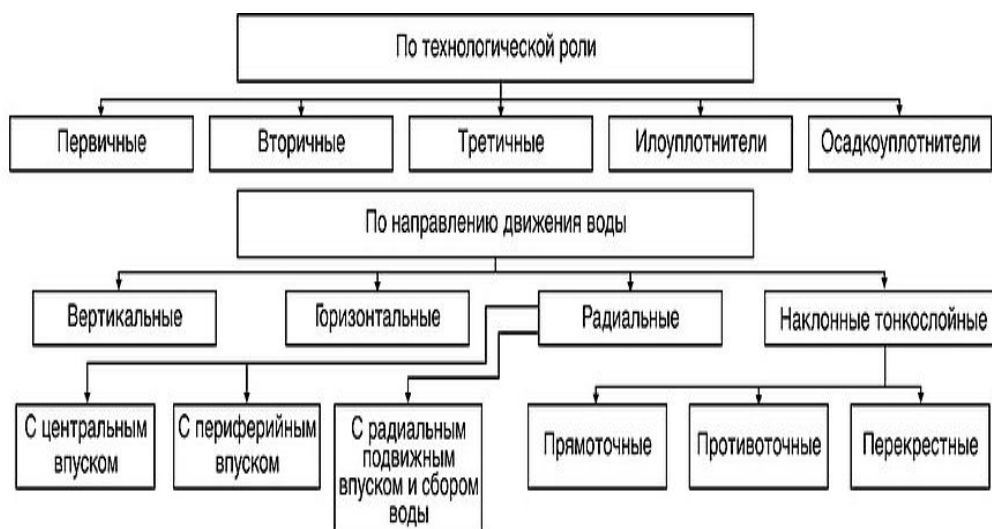 По технологической роли
Первичные
Вторичные
Третичные
Илоуплотнители
Осадкоуплотнители
По направлению движения воды
Вертикальные
Горизонтальные
Радиальные
Наклонные тонкослойные
С центральным
впуском
С периферийным
впуском
С радиальным
подвижным
впуском и сбором
воды
Прямоточные
Противоточные
Перекрестные